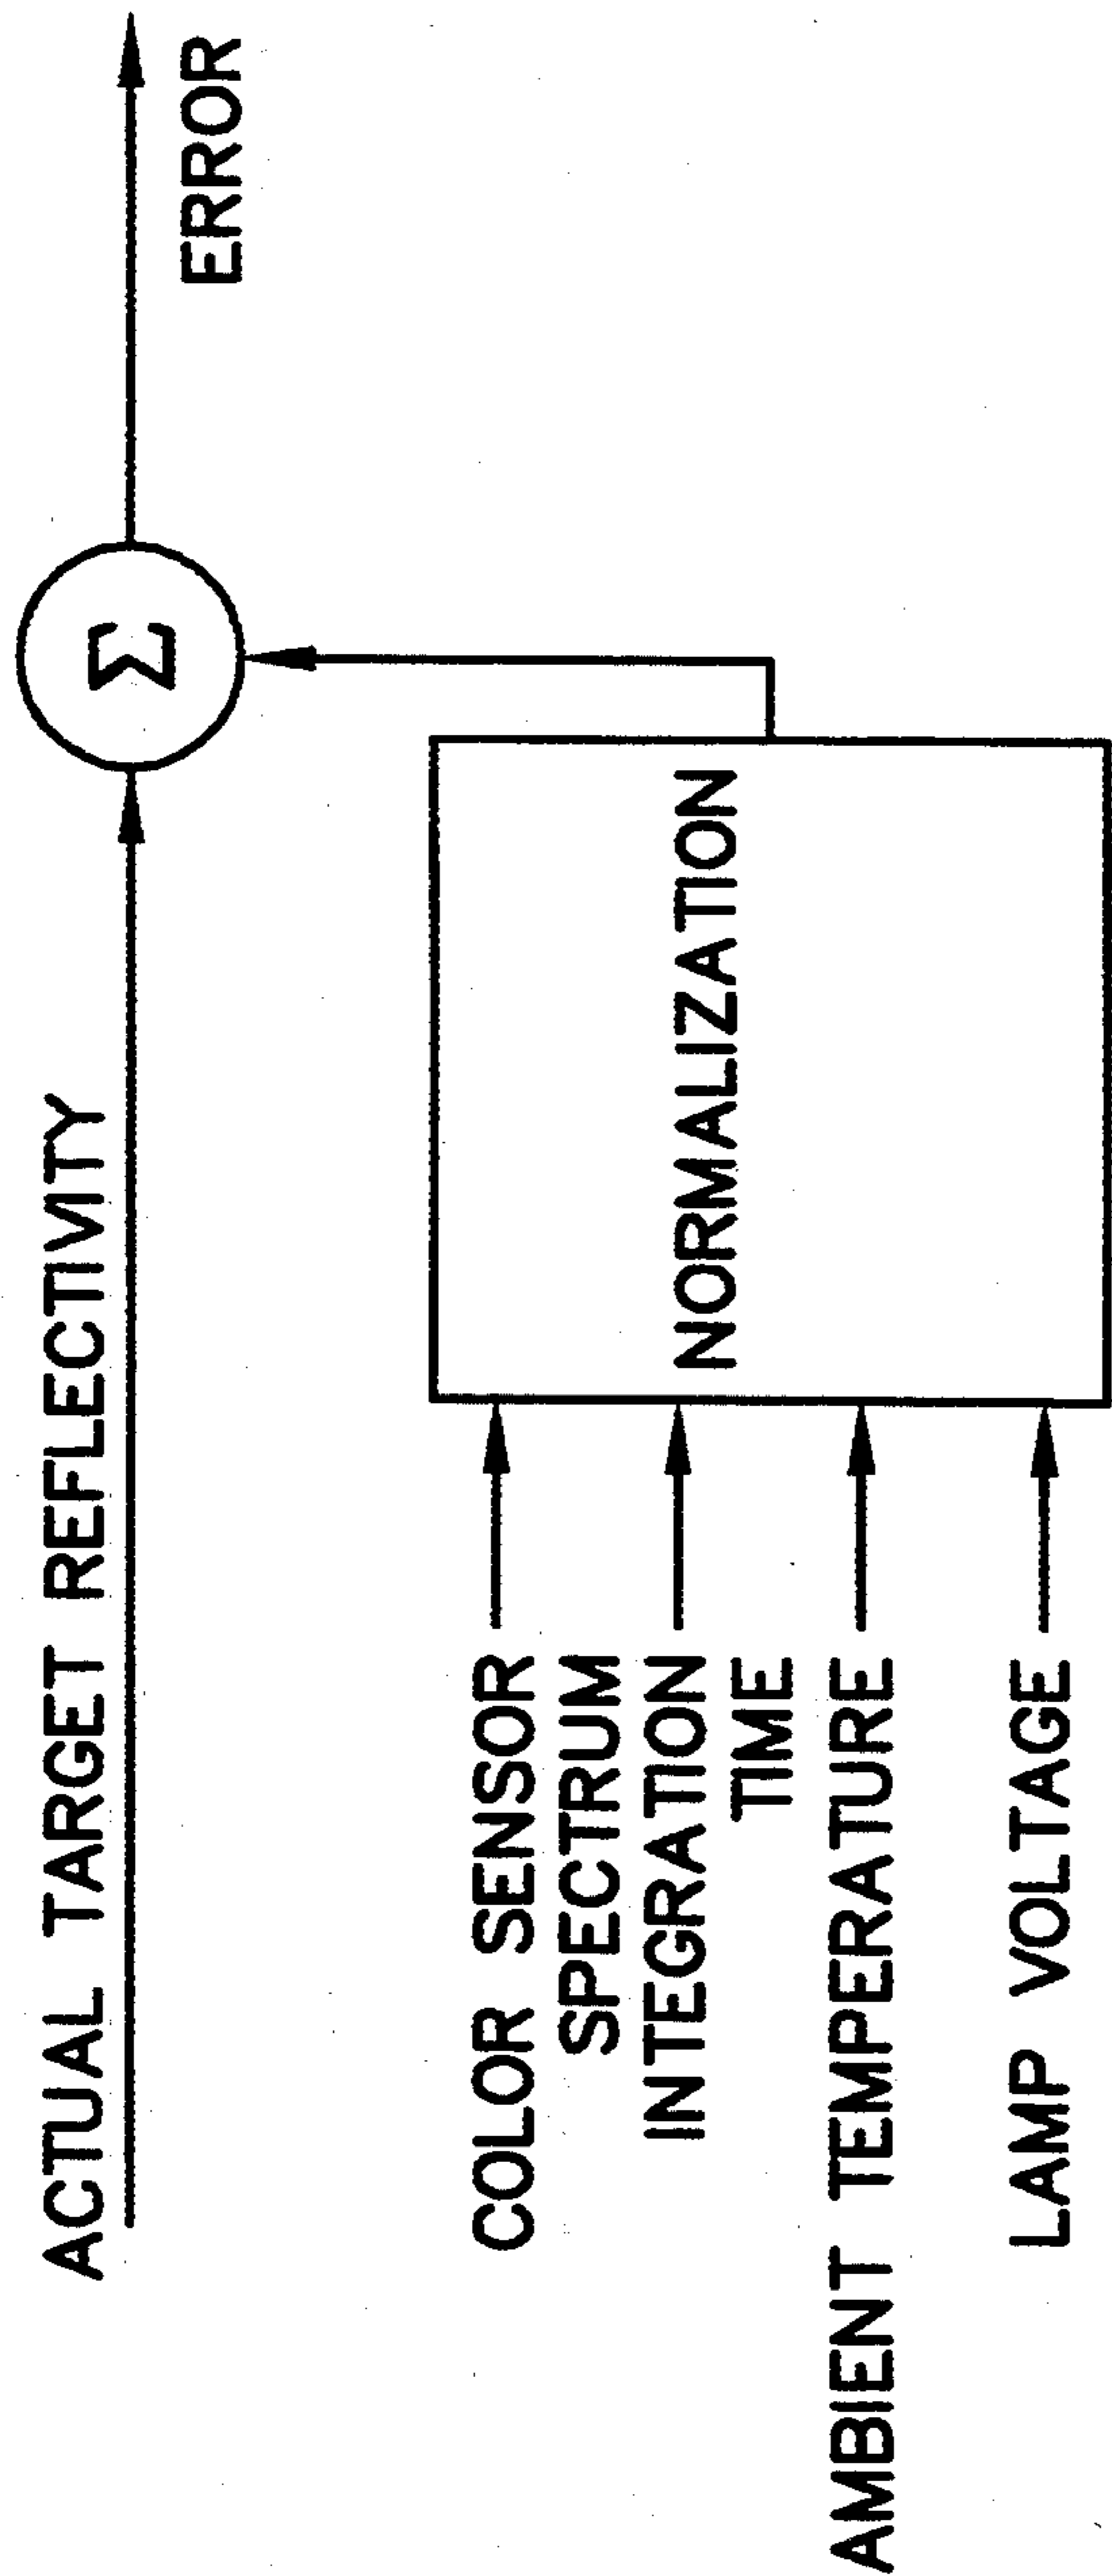 ACTUAL TARGET REFLECTIVITY
Σ
ERROR
COLOR SENSOR
SPECTRUM
INTEGRATION
TIME
AMBIENT TEMPERATURE
LAMP VOLTAGE
NORMALIZATION